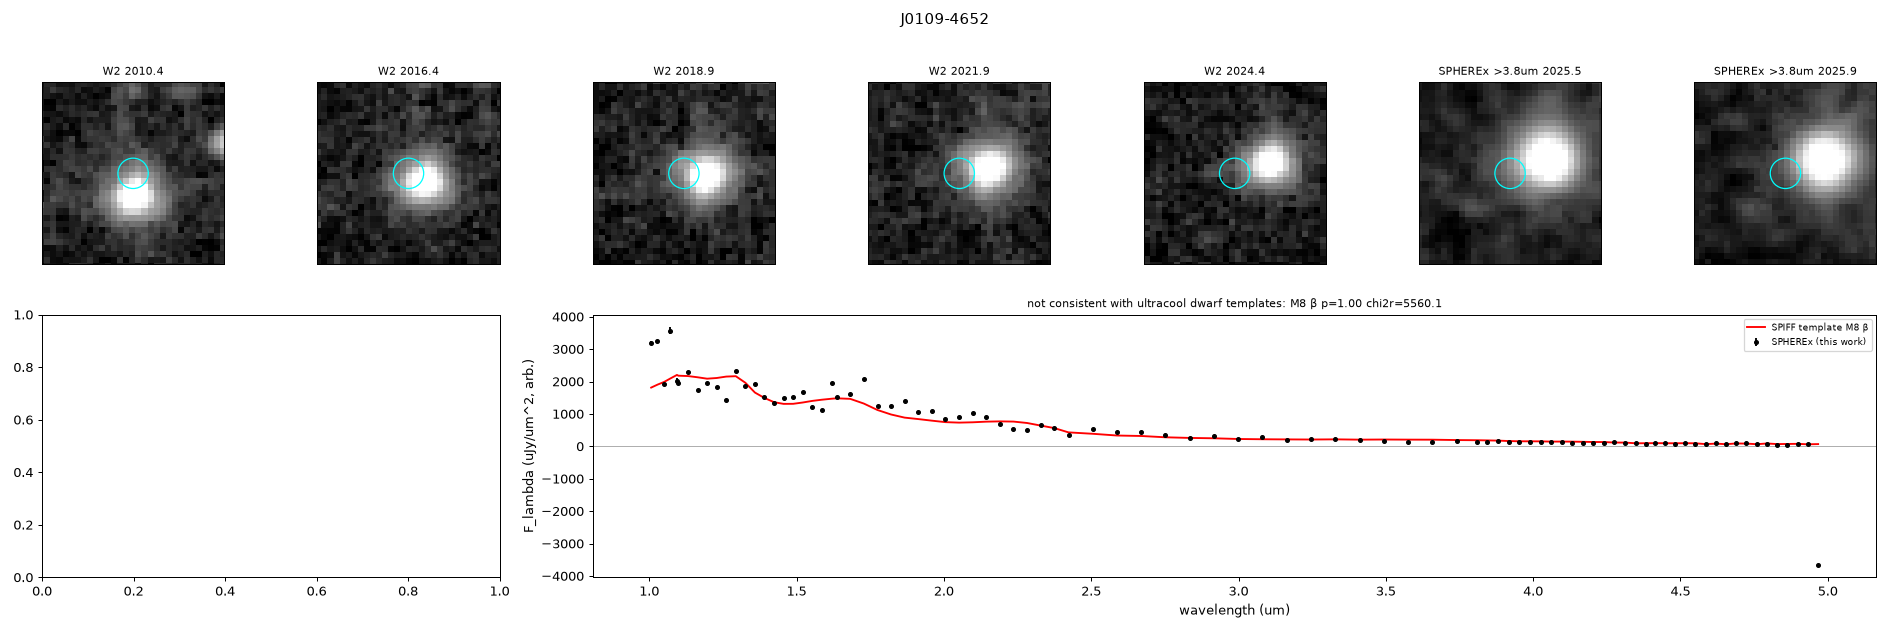 J0109-4652
W2 2010.4
W2 2016.4
W2 2018.9
W2 2021.9
W2 2024.4
SPHEREx >3.8um 2025.5
SPHEREx >3.8um 2025.9
1.0
0.8
0.6
0.4
0.2
0.0
0.0 0.2 0.4 0.6 0.8 1.0
not consistent with ultracool dwarf templates: M8 β p=1.00 chi2r=5560.1
F_lambda (uJy/um^2, arb.)
4000
3000
2000
1000
0
−1000
−2000
−3000
−4000
SPIFF template M8 β
SPHEREx (this work)
1.0 1.5 2.0 2.5 3.0 3.5 4.0 4.5 5.0
wavelength (um)